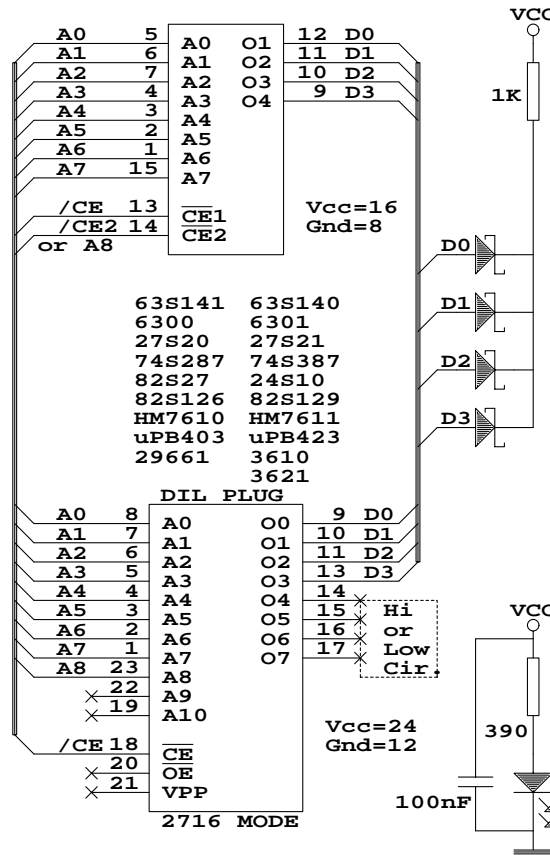 A0 5 A0 O1 12 D0
A1 6 A1 O2 11 D1
A2 7 A2 O3 10 D2
A3 4 A3 O4 9 D3
A4 3 A4
A5 2 A5
A6 1 A6
A7 15 A7
/CE 13 CE1
/CE2 14 CE2
or A8
Vcc=16
Gnd=8
VCC
1K
D0
D1
D2
D3
63S141 63S140
6300 6301
27S20 27S21
74S287 74S387
82S27 24S10
82S126 82S129
HM7610 HM7611
uPB403 uPB423
29661 3610
3621
DIL PLUG
A0 8 A0 O0 9 D0
A1 7 A1 O1 10 D1
A2 6 A2 O2 11 D2
A3 5 A3 O3 13 D3
A4 4 A4 O4 14
A5 3 A5 O5 15
A6 2 A6 O6 16
A7 1 A7 O7 17
A8 23 A8
22 A9
19 A10
/CE 18 CE
20 OE
21 VPP
Hi
or
Low
Cir.
Vcc=24
Gnd=12
2716 MODE
VCC
390
100nF